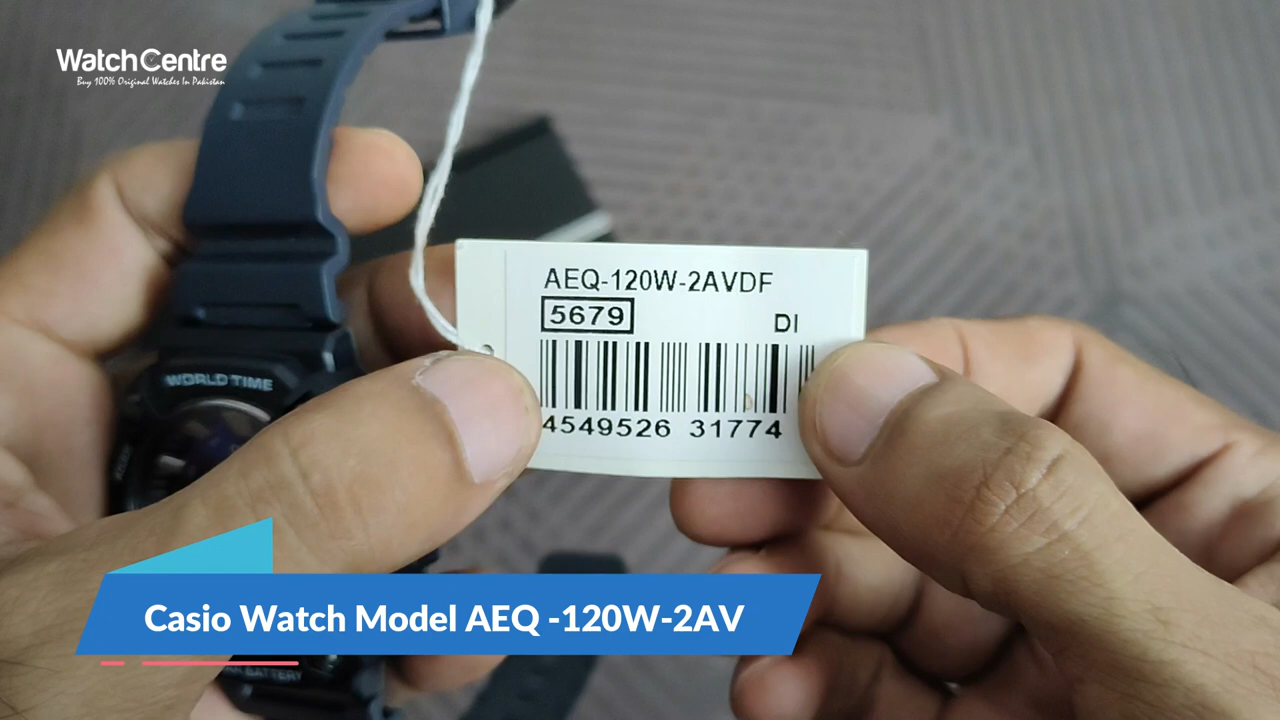 WatchCentre
Buy 100% Original Watches In Pakistan
AEQ-120W-2AVDF
5679
DI
4549526 31774
WORLD TIME
Casio Watch Model AEQ -120W-2AV
BATTERY